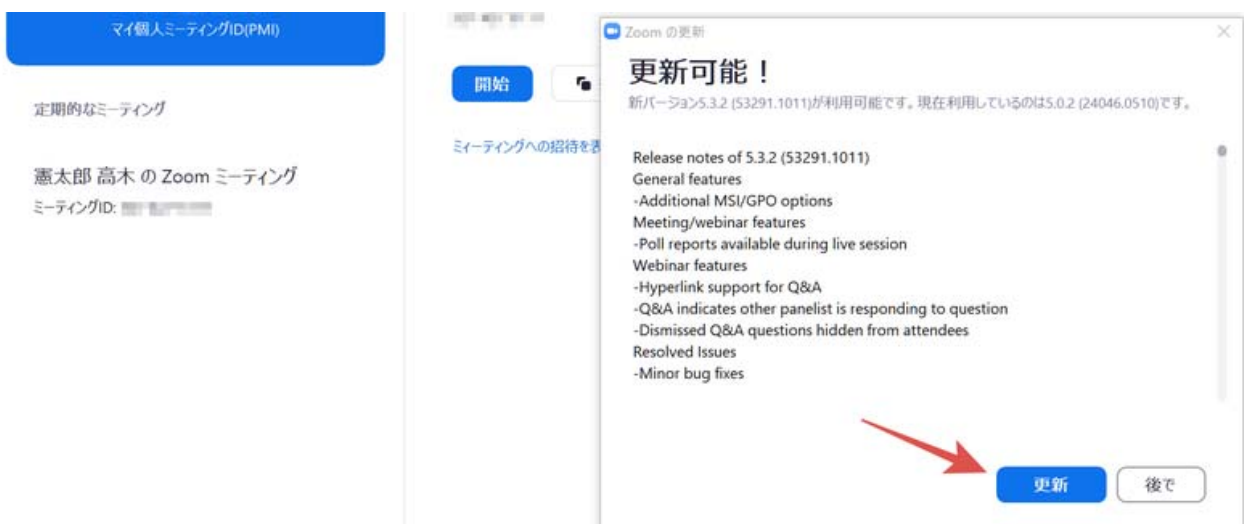 マイ個人ミーティングID(PMI)
定期的なミーティング
憲太郎 高木 の Zoom ミーティング
ミーティングID:
開始
ミィーティングへの招待を表
Zoom の更新
更新可能！
新バージョン5.3.2 (53291.1011)が利用可能です。現在利用しているのは5.0.2 (24046.0510)です。
Release notes of 5.3.2 (53291.1011)
General features
-Additional MSI/GPO options
Meeting/webinar features
-Poll reports available during live session
Webinar features
-Hyperlink support for Q&A
-Q&A indicates other panelist is responding to question
-Dismissed Q&A questions hidden from attendees
Resolved Issues
-Minor bug fixes
更新
後で